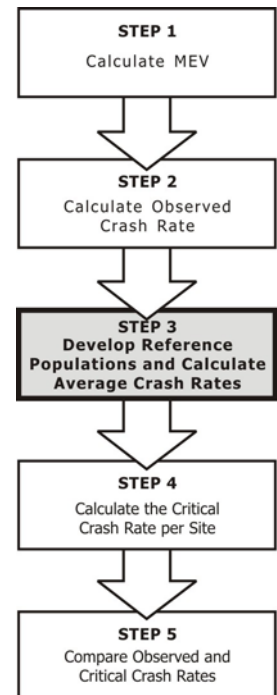 STEP 1
Calculate MEV
STEP 2
Calculate Observed
Crash Rate
STEP 3
Develop Reference
Populations and Calculate
Average Crash Rates
STEP 4
Calculate the Critical
Crash Rate per Site
STEP 5
Compare Observed and
Critical Crash Rates